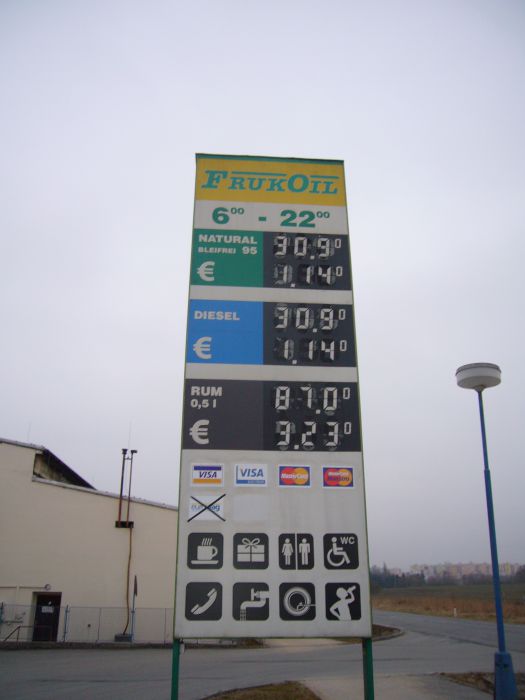 FRUKOIL
6⁰⁰ - 22⁰⁰
NATURAL 30.9⁰
BLEIFREI 95
€ 1.14⁰
DIESEL 30.9⁰
€ 1.14⁰
RUM 87.0⁰
0,5 l
€ 3.23⁰
VISA VISA MasterCard Maestro
WC